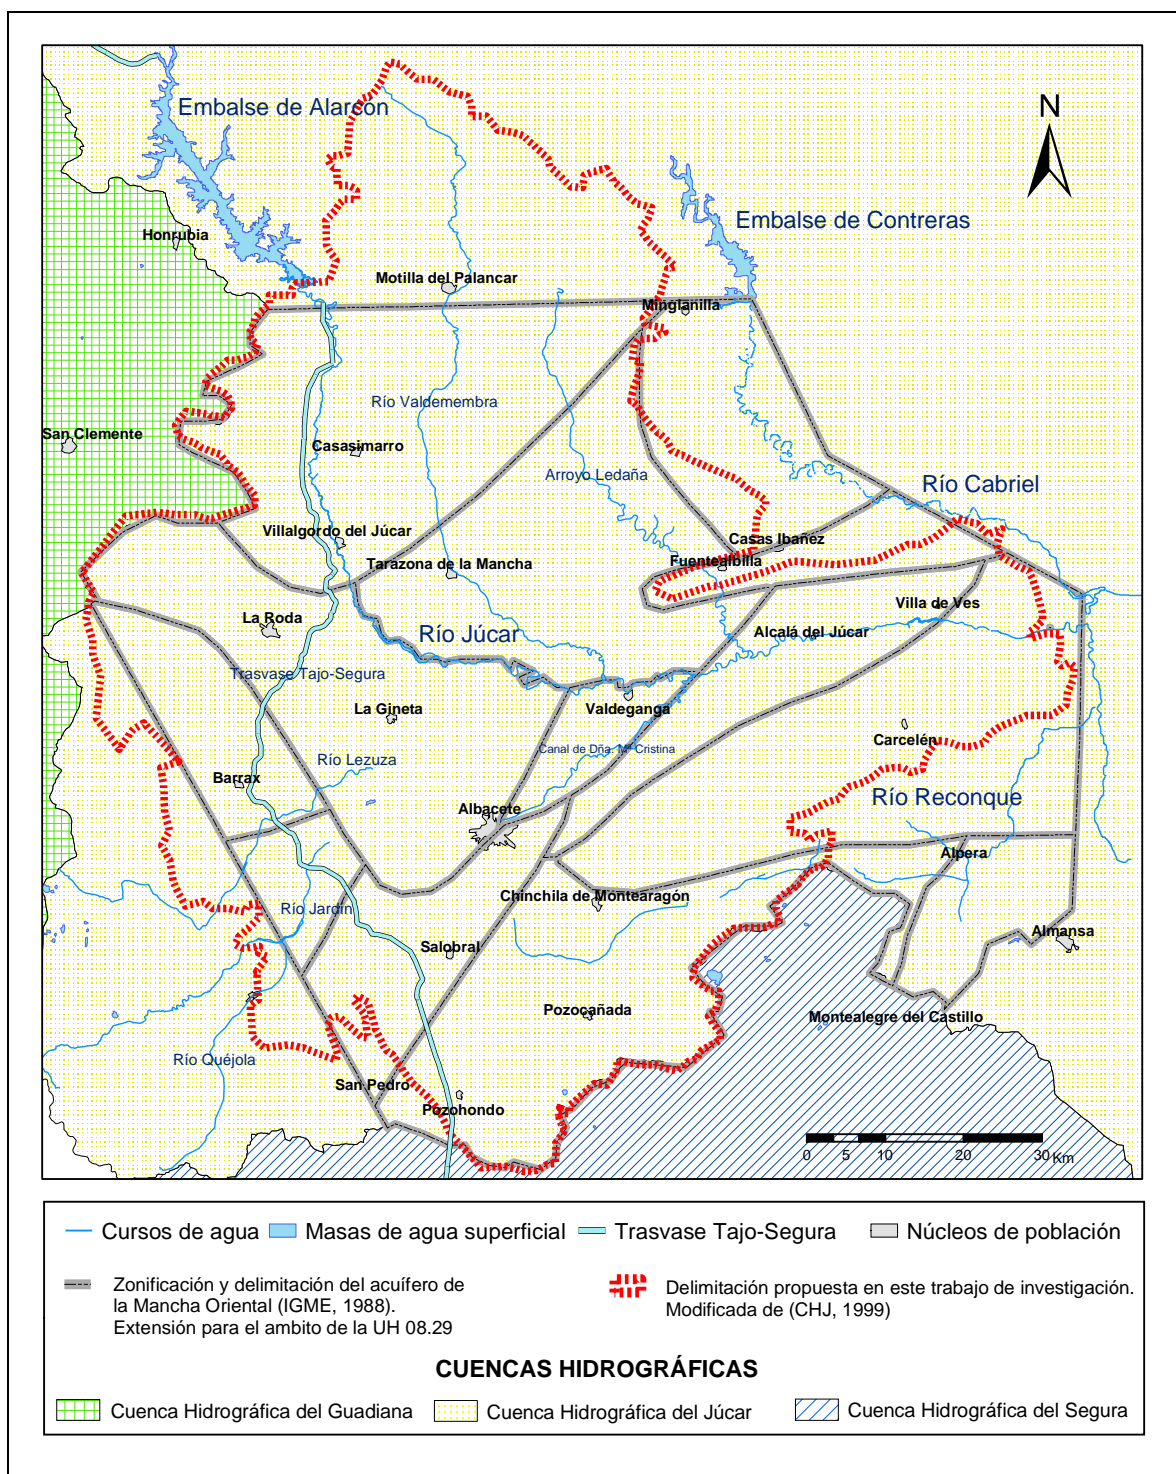 Embalse de Alarcón
N
Embalse de Contreras
Honrubia
Motilla del Palancar
Minglanilla
Río Valdemembra
San Clemente
Casasimarro
Arroyo Ledaña
Río Cabriel
Villalgordo del Júcar
Casas Ibañez
Tarazona de la Mancha
Fuentealbilla
Villa de Ves
La Roda
Río Júcar
Alcalá del Júcar
Trasvase Tajo-Segura
La Gineta
Valdeganga
Carcelén
Canal de Dña. Mª Cristina
Río Lezuza
Barrax
Río Reconque
Albacete
Alpera
Chinchila de Montearagón
Río Jardín
Almansa
Salobral
Pozocañada
Montealegre del Castillo
Río Quéjola
San Pedro
Pozohondo
0 5 10 20 30 Km
Cursos de agua
Masas de agua superficial
Trasvase Tajo-Segura
Núcleos de población
Zonificación y delimitación del acuífero de
la Mancha Oriental (IGME, 1988).
Extensión para el ambito de la UH 08.29
Delimitación propuesta en este trabajo de investigación.
Modificada de (CHJ, 1999)
CUENCAS HIDROGRÁFICAS
Cuenca Hidrográfica del Guadiana
Cuenca Hidrográfica del Júcar
Cuenca Hidrográfica del Segura